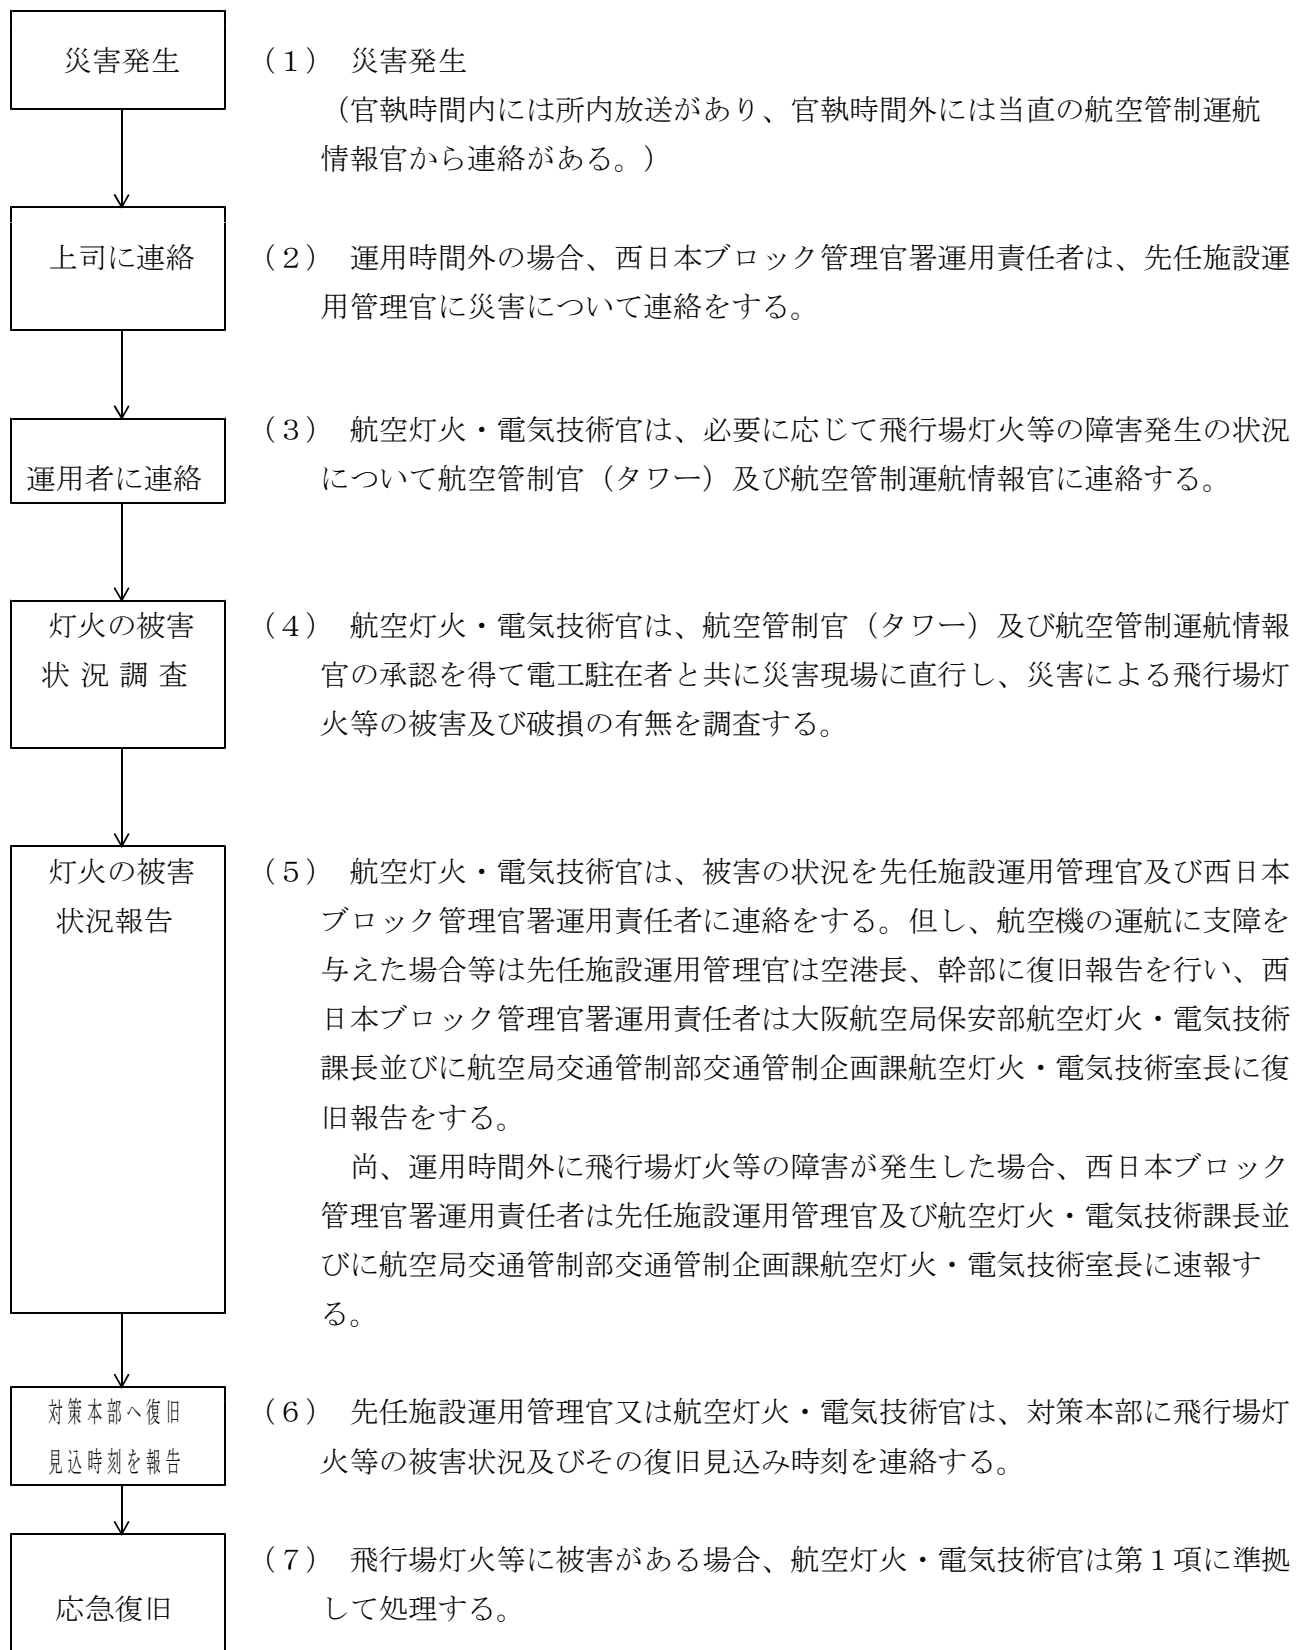 災害発生
（１） 災害発生
（官執時間内には所内放送があり、官執時間外には当直の航空管制運航
情報官から連絡がある。）
上司に連絡
（２） 運用時間外の場合、西日本ブロック管理官署運用責任者は、先任施設運
用管理官に災害について連絡をする。
運用者に連絡
（３） 航空灯火・電気技術官は、必要に応じて飛行場灯火等の障害発生の状況
について航空管制官（タワー）及び航空管制運航情報官に連絡する。
灯火の被害
状 況 調 査
（４） 航空灯火・電気技術官は、航空管制官（タワー）及び航空管制運航情報
官の承認を得て電工駐在者と共に災害現場に直行し、災害による飛行場灯
火等の被害及び破損の有無を調査する。
灯火の被害
状況報告
（５） 航空灯火・電気技術官は、被害の状況を先任施設運用管理官及び西日本
ブロック管理官署運用責任者に連絡をする。但し、航空機の運航に支障を
与えた場合等は先任施設運用管理官は空港長、幹部に復旧報告を行い、西
日本ブロック管理官署運用責任者は大阪航空局保安部航空灯火・電気技術
課長並びに航空局交通管制部交通管制企画課航空灯火・電気技術室長に復
旧報告をする。
尚、運用時間外に飛行場灯火等の障害が発生した場合、西日本ブロック
管理官署運用責任者は先任施設運用管理官及び航空灯火・電気技術課長並
びに航空局交通管制部交通管制企画課航空灯火・電気技術室長に速報す
る。
対策本部へ復旧
見込時刻を報告
（６） 先任施設運用管理官又は航空灯火・電気技術官は、対策本部に飛行場灯
火等の被害状況及びその復旧見込み時刻を連絡する。
応急復旧
（７） 飛行場灯火等に被害がある場合、航空灯火・電気技術官は第１項に準拠
して処理する。